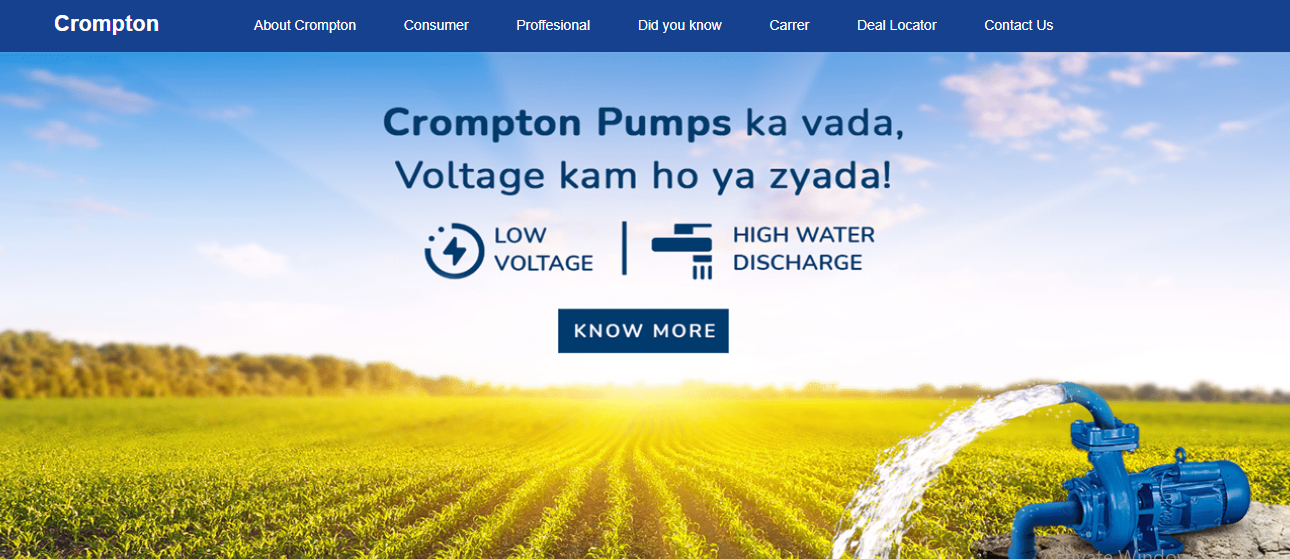 Crompton
About Crompton
Consumer
Proffesional
Did you know
Carrer
Deal Locator
Contact Us
Crompton Pumps ka vada,
Voltage kam ho ya zyada!
LOW
VOLTAGE
HIGH WATER
DISCHARGE
KNOW MORE